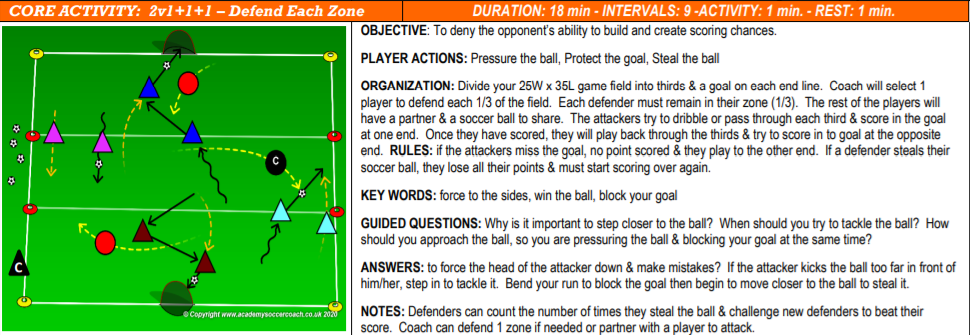 CORE ACTIVITY: 2v1+1+1 – Defend Each Zone
DURATION: 18 min - INTERVALS: 9 -ACTIVITY: 1 min. - REST: 1 min.
C
C
© Copyright www.academysoccercoach.co.uk 2020
OBJECTIVE: To deny the opponent's ability to build and create scoring chances.
PLAYER ACTIONS: Pressure the ball, Protect the goal, Steal the ball
ORGANIZATION: Divide your 25W x 35L game field into thirds & a goal on each end line. Coach will select 1
player to defend each 1/3 of the field. Each defender must remain in their zone (1/3). The rest of the players will
have a partner & a soccer ball to share. The attackers try to dribble or pass through each third & score in the goal
at one end. Once they have scored, they will play back through the thirds & try to score in to goal at the opposite
end. RULES: if the attackers miss the goal, no point scored & they play to the other end. If a defender steals their
soccer ball, they lose all their points & must start scoring over again.
KEY WORDS: force to the sides, win the ball, block your goal
GUIDED QUESTIONS: Why is it important to step closer to the ball? When should you try to tackle the ball? How
should you approach the ball, so you are pressuring the ball & blocking your goal at the same time?
ANSWERS: to force the head of the attacker down & make mistakes? If the attacker kicks the ball too far in front of
him/her, step in to tackle it. Bend your run to block the goal then begin to move closer to the ball to steal it.
NOTES: Defenders can count the number of times they steal the ball & challenge new defenders to beat their
score. Coach can defend 1 zone if needed or partner with a player to attack.